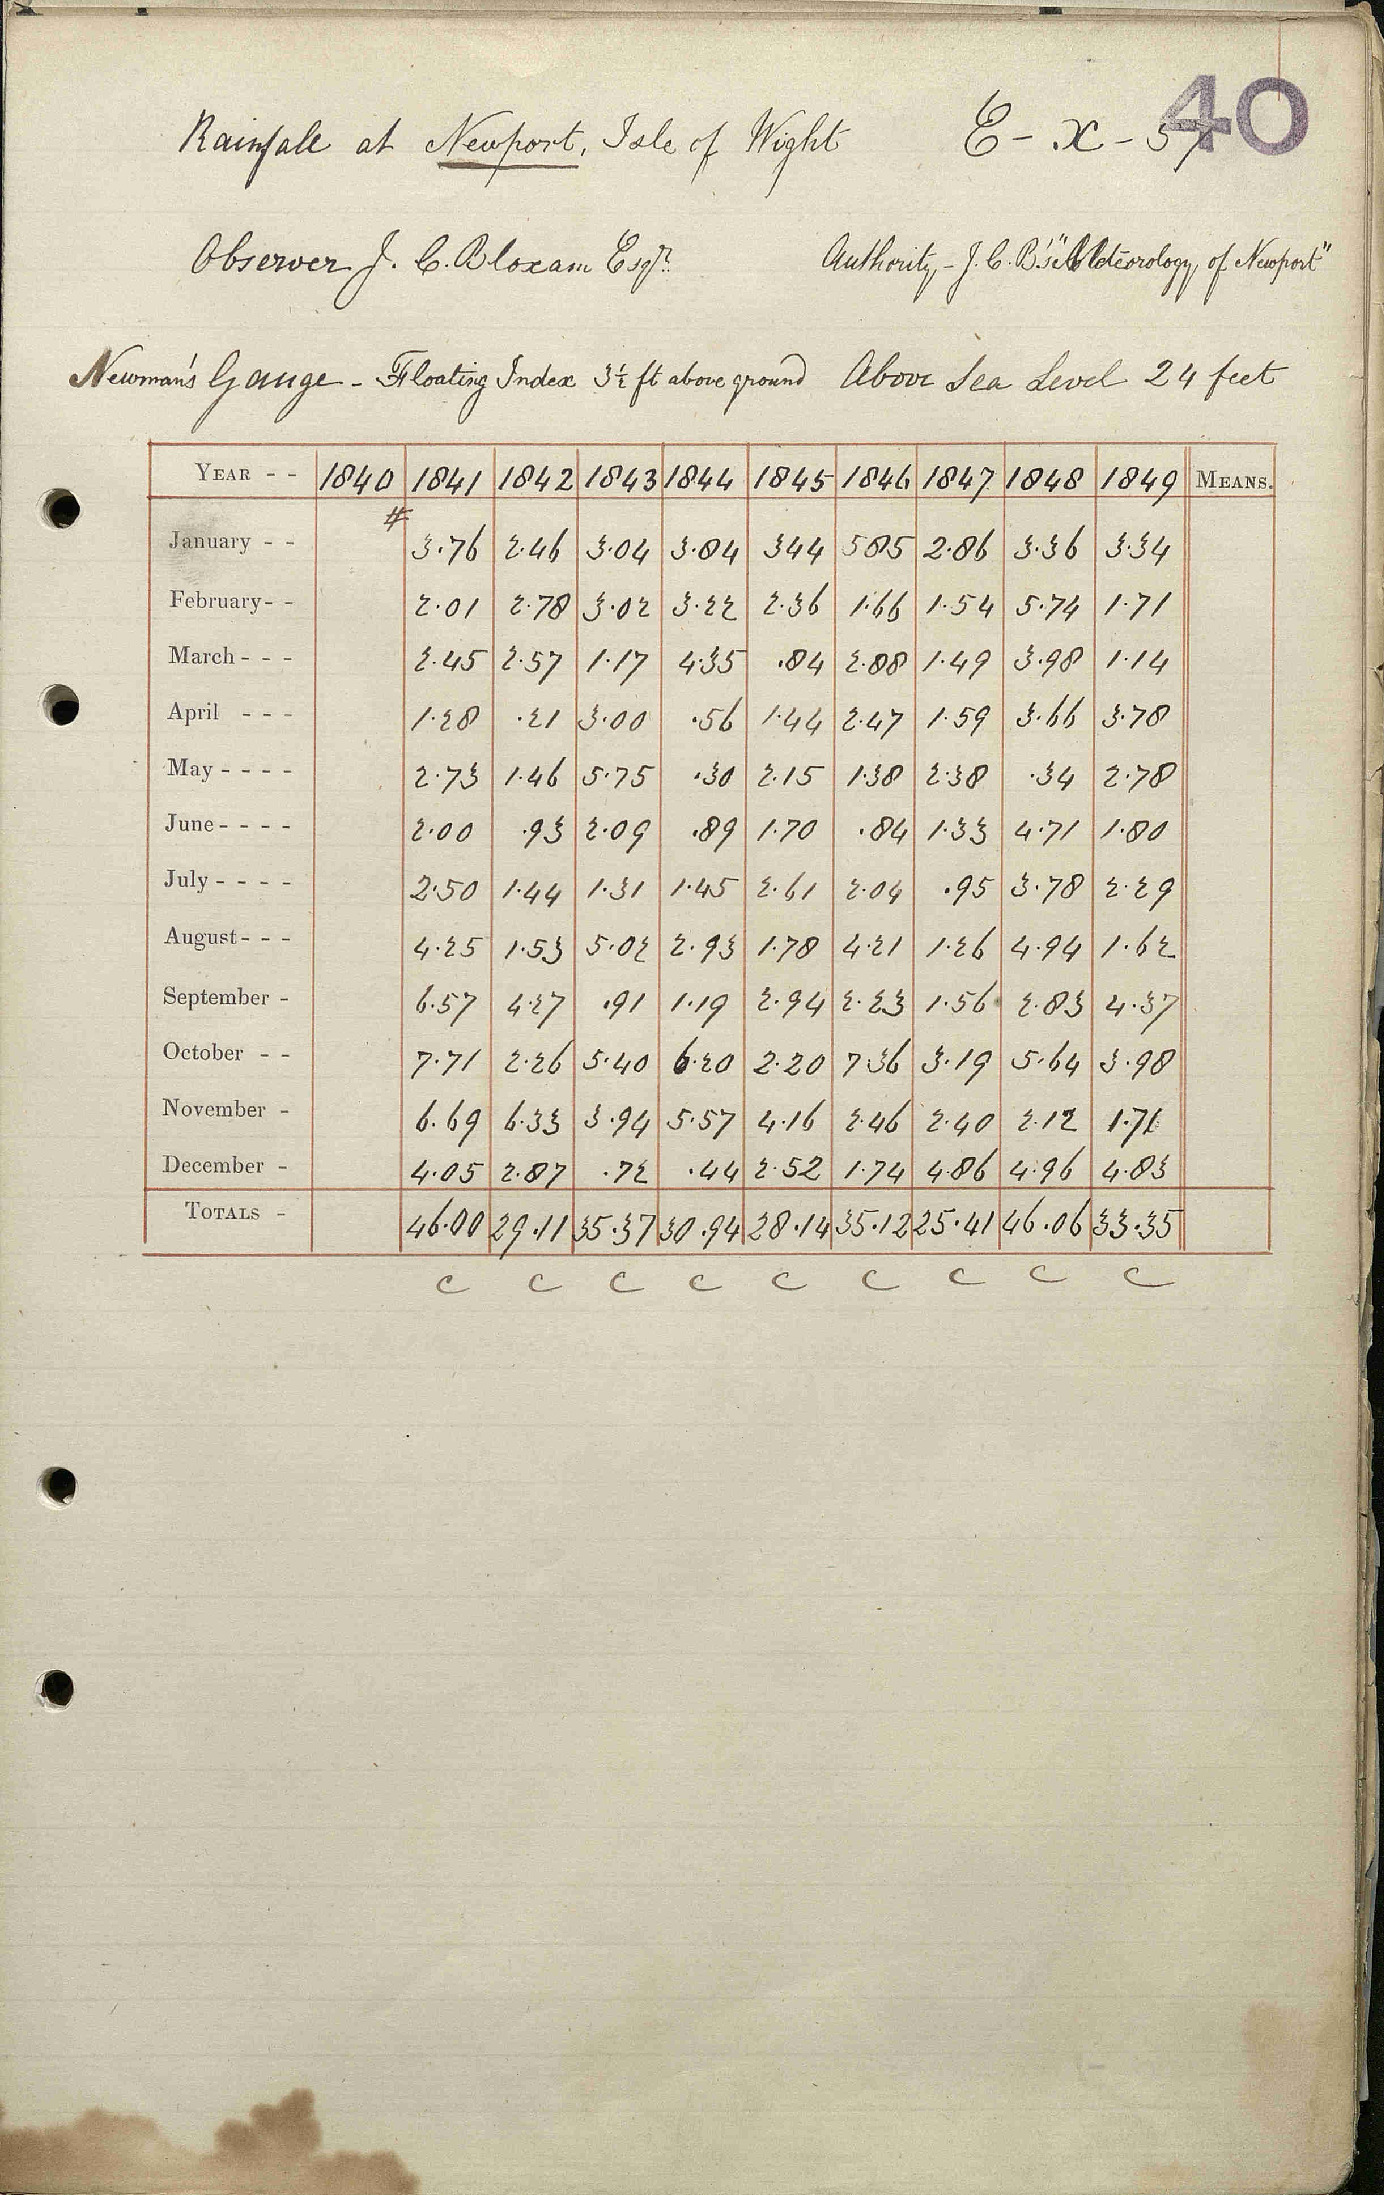 40
Rainfall at Newport, Isle of Wight E - X - 57
Observer J. C. Bloxam Esqr. Authority - J. C. B's "Meteorology of Newport"
Newman's Gauge - Floating Index 3½ ft above ground Above Sea Level 24 feet
YEAR - - 1840 1841 1842 1843 1844 1845 1846 1847 1848 1849 MEANS.
#
January - - 3.76 2.46 3.04 3.84 344 585 2.86 3.36 3.34
February - - 2.01 2.78 3.02 3.22 2.36 1.66 1.54 5.74 1.71
March - - - 2.45 2.57 1.17 4.35 .84 2.88 1.49 3.98 1.14
April - - - 1.28 .21 3.00 .56 1.44 2.47 1.59 3.66 3.78
May - - - - 2.73 1.46 5.75 .30 2.15 1.38 2.38 .34 2.78
June - - - - 2.00 .93 2.09 .89 1.70 .84 1.33 4.71 1.80
July - - - - 2.50 1.44 1.31 1.45 2.61 2.04 .95 3.78 2.29
August - - - 4.25 1.53 5.02 2.93 1.78 4.21 1.26 4.94 1.62
September - 6.57 4.27 .91 1.19 2.94 2.23 1.56 2.83 4.37
October - - 7.71 2.26 5.40 6.20 2.20 7 36 3.19 5.64 3.98
November - 6.69 6.33 3.94 5.57 4.16 2.46 2.40 2.12 1.71
December - 4.05 2.87 .72 .44 2.52 1.74 4.86 4.96 4.83
TOTALS - 46.00 29.11 35.37 30.94 28.14 35.12 25.41 46.06 33.35
C C C C C C C C C